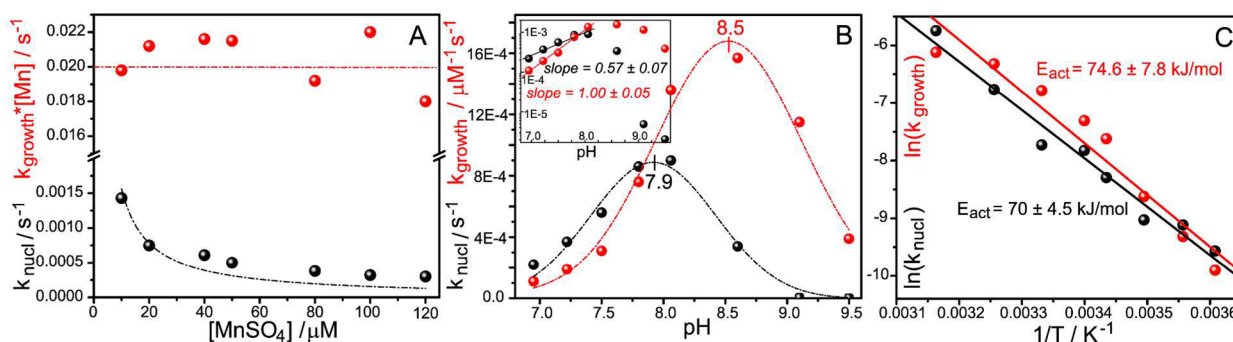 A
k_growth*[Mn] / s⁻¹
0.022
0.020
0.018
0.016
k_nucl / s⁻¹
0.0015
0.0010
0.0005
0.0000
0 20 40 60 80 100 120
[MnSO₄] /μM
B
k_nucl / s⁻¹ k_growth / μM⁻¹ s⁻¹
16E-4
12E-4
8E-4
4E-4
0.0
7.0 7.5 8.0 8.5 9.0 9.5
pH
8.5
7.9
1E-3
1E-4
1E-5
slope = 0.57 ± 0.07
slope = 1.00 ± 0.05
7.0 8.0 9.0
pH
C
ln(k_nucl) ln(k_growth)
-6
-7
-8
-9
-10
E_act = 74.6 ± 7.8 kJ/mol
E_act = 70 ± 4.5 kJ/mol
0.0031 0.0032 0.0033 0.0034 0.0035 0.0036
1/T / K⁻¹